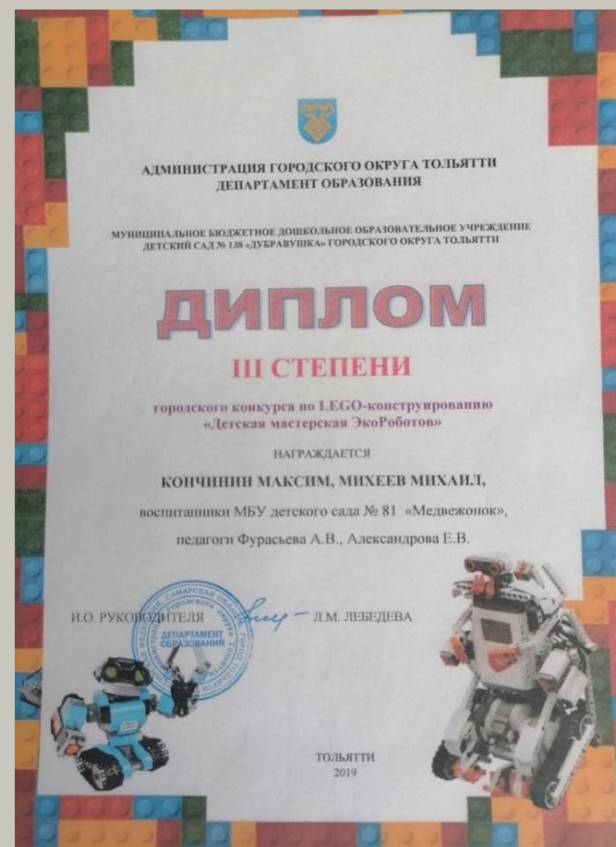 АДМИНИСТРАЦИЯ ГОРОДСКОГО ОКРУГА ТОЛЬЯТТИ
ДЕПАРТАМЕНТ ОБРАЗОВАНИЯ
МУНИЦИПАЛЬНОЕ БЮДЖЕТНОЕ ДОШКОЛЬНОЕ ОБРАЗОВАТЕЛЬНОЕ УЧРЕЖДЕНИЕ
ДЕТСКИЙ САД № 138 «ДУБРАВУШКА» ГОРОДСКОГО ОКРУГА ТОЛЬЯТТИ
ДИПЛОМ
III СТЕПЕНИ
городского конкурса по LEGO-конструированию
«Детская мастерская ЭкоРоботов»
НАГРАЖДАЕТСЯ
КОНЧИНИН МАКСИМ, МИХЕЕВ МИХАИЛ,
воспитанники МБУ детского сада № 81 «Медвежонок»,
педагоги Фурасьева А.В., Александрова Е.В.
И.О. РУКОВОДИТЕЛЯ Л.М. ЛЕБЕДЕВА
ДЕПАРТАМЕНТ
ОБРАЗОВАНИЯ
ТОЛЬЯТТИ
2019